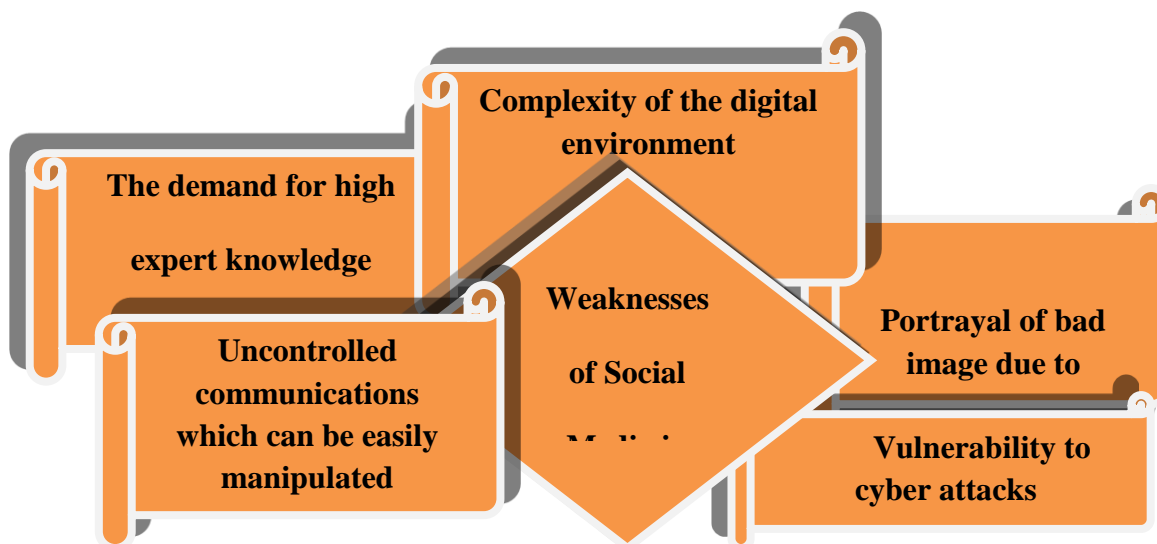 Complexity of the digital
environment
The demand for high
expert knowledge
Weaknesses
of Social
Portrayal of bad
image due to
Uncontrolled
communications
which can be easily
manipulated
Vulnerability to
cyber attacks